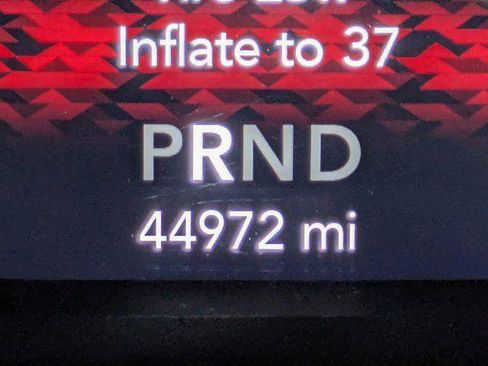 Inflate to 37
PRND
44972 mi